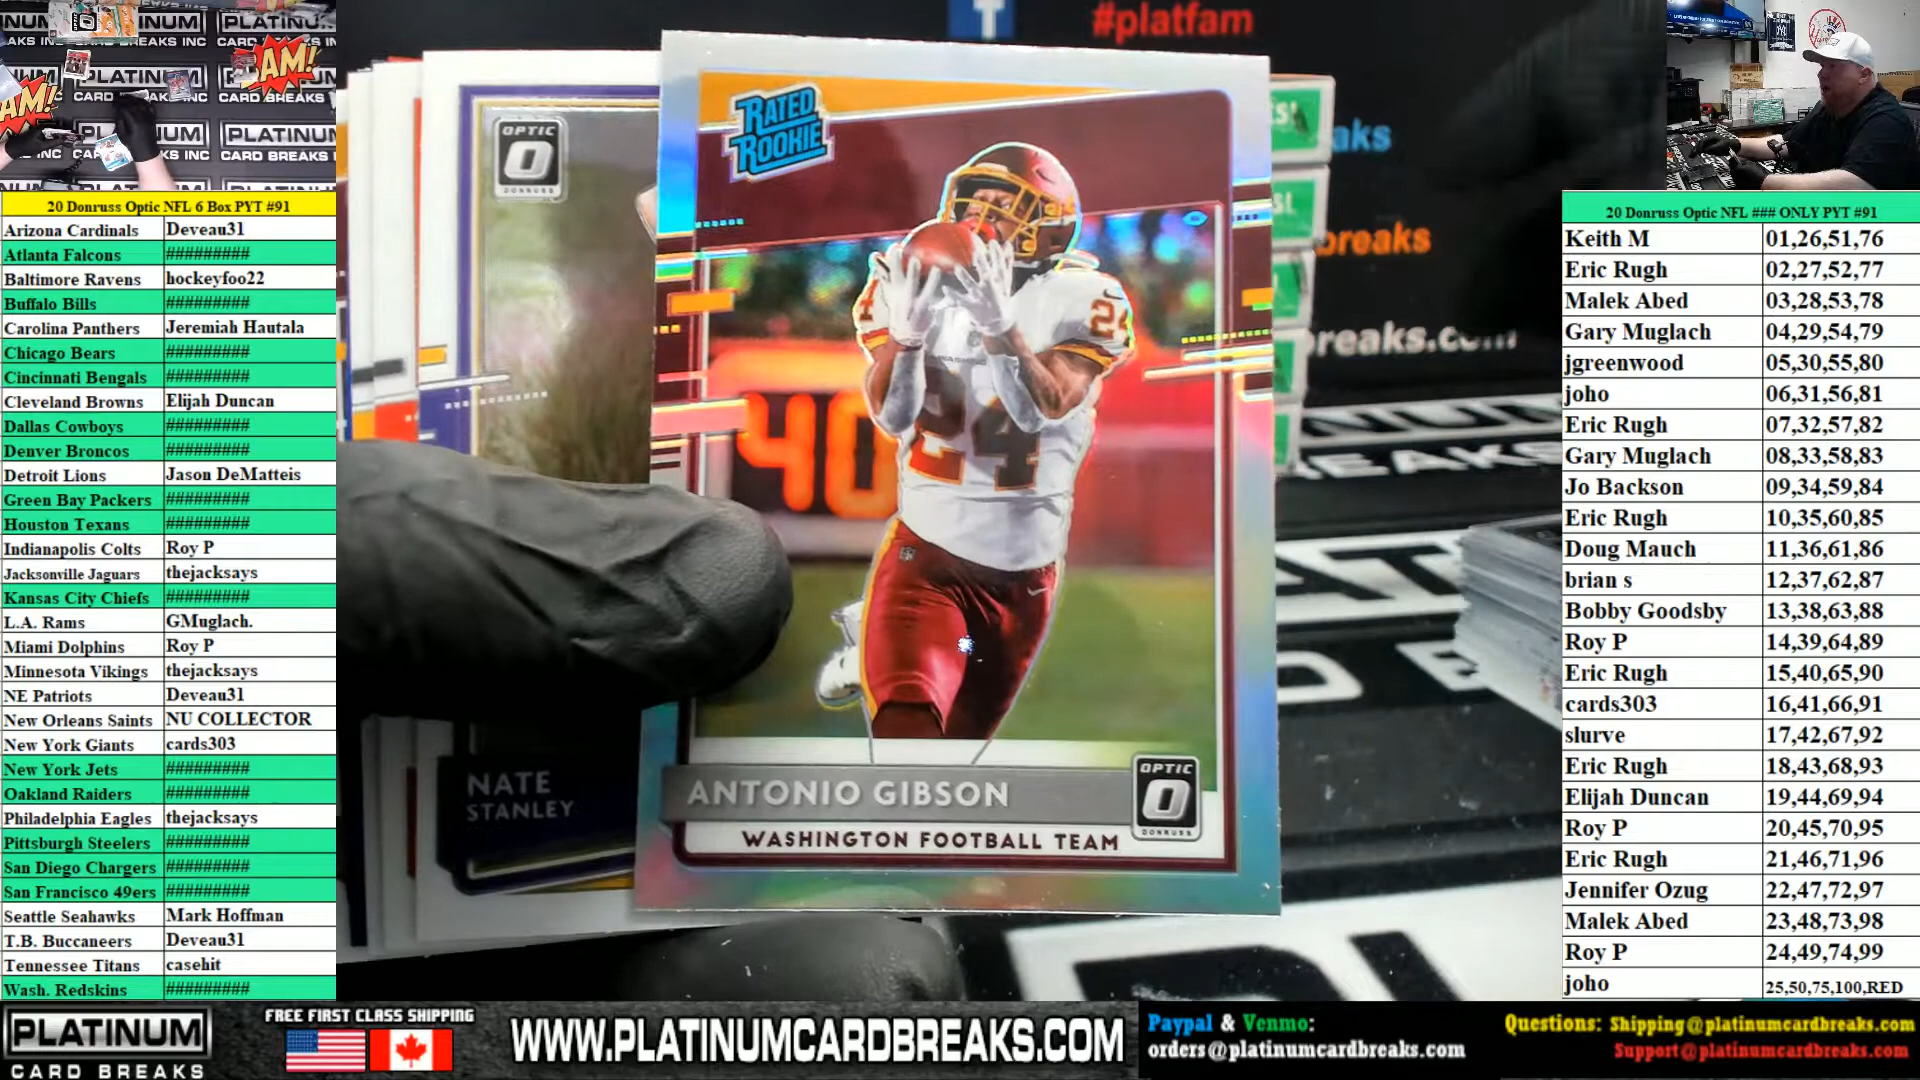 PLATINUM
CARD BREAKS INC
AM!
#platfam
aks
breaks
reaks.c
20 Donruss Optic NFL 6 Box PYT #91
Arizona Cardinals Deveau31
Atlanta Falcons #########
Baltimore Ravens hockeyfoo22
Buffalo Bills #########
Carolina Panthers Jeremiah Hautala
Chicago Bears #########
Cincinnati Bengals #########
Cleveland Browns Elijah Duncan
Dallas Cowboys #########
Denver Broncos #########
Detroit Lions Jason DeMatteis
Green Bay Packers #########
Houston Texans #########
Indianapolis Colts Roy P
Jacksonville Jaguars thejacksays
Kansas City Chiefs #########
L.A. Rams GMuglach.
Miami Dolphins Roy P
Minnesota Vikings thejacksays
NE Patriots Deveau31
New Orleans Saints NU COLLECTOR
New York Giants cards303
New York Jets #########
Oakland Raiders #########
Philadelphia Eagles thejacksays
Pittsburgh Steelers #########
San Diego Chargers #########
San Francisco 49ers #########
Seattle Seahawks Mark Hoffman
T.B. Buccaneers Deveau31
Tennessee Titans casehit
Wash. Redskins #########
OPTIC
O
DONRUSS
NATE
STANLEY
RATED
ROOKIE
40
24
24
ANTONIO GIBSON
WASHINGTON FOOTBALL TEAM
OPTIC
O
DONRUSS
20 Donruss Optic NFL ### ONLY PYT #91
Keith M 01,26,51,76
Eric Rugh 02,27,52,77
Malek Abed 03,28,53,78
Gary Muglach 04,29,54,79
jgreenwood 05,30,55,80
joho 06,31,56,81
Eric Rugh 07,32,57,82
Gary Muglach 08,33,58,83
Jo Backson 09,34,59,84
Eric Rugh 10,35,60,85
Doug Mauch 11,36,61,86
brian s 12,37,62,87
Bobby Goodsby 13,38,63,88
Roy P 14,39,64,89
Eric Rugh 15,40,65,90
cards303 16,41,66,91
slurve 17,42,67,92
Eric Rugh 18,43,68,93
Elijah Duncan 19,44,69,94
Roy P 20,45,70,95
Eric Rugh 21,46,71,96
Jennifer Ozug 22,47,72,97
Malek Abed 23,48,73,98
Roy P 24,49,74,99
joho 25,50,75,100,RED
PLATINUM
CARD BREAKS
FREE FIRST CLASS SHIPPING
WWW.PLATINUMCARDBREAKS.COM
Paypal & Venmo:
orders@platinumcardbreaks.com
Questions: Shipping@platinumcardbreaks.com
Support@platinumcardbreaks.com